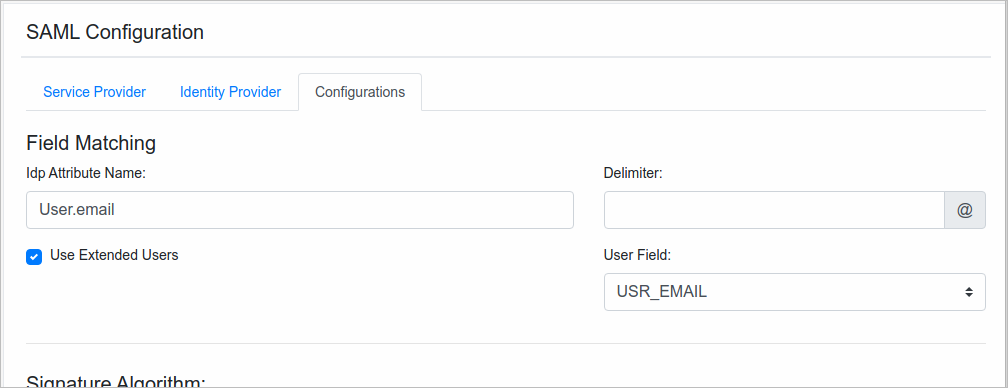 SAML Configuration
Service Provider
Identity Provider
Configurations
Field Matching
Idp Attribute Name:
Delimiter:
User.email
@
Use Extended Users
User Field:
USR_EMAIL
Signature Algorithm: